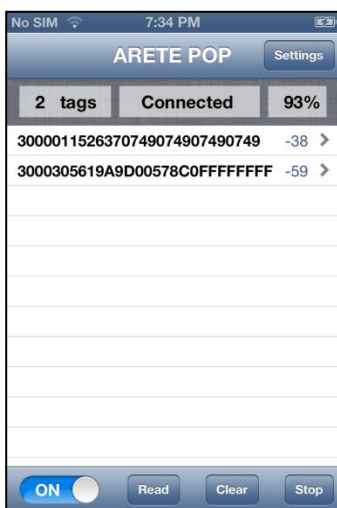 No SIM 7:34 PM
ARETE POP Settings
2 tags Connected 93%
3000011526370749074907490749 -38
3000305619A9D00578C0FFFFFFFF -59
ON Read Clear Stop